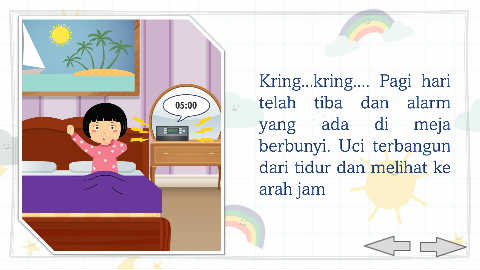 05:00
Kring...kring.... Pagi hari
telah tiba dan alarm
yang ada di meja
berbunyi. Uci terbangun
dari tidur dan melihat ke
arah jam